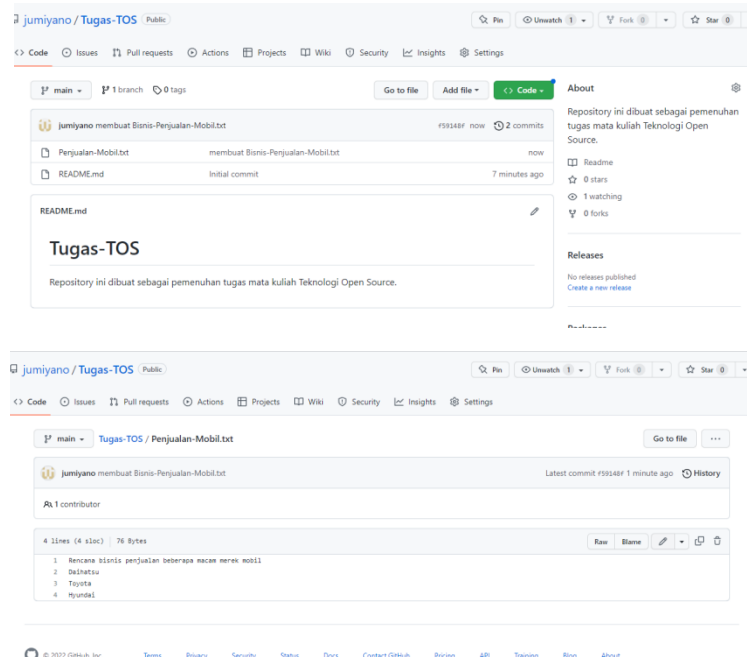 jumiyano / Tugas-TOS Public Pin Unwatch 1 Fork 0 Star 0
Code Issues Pull requests Actions Projects Wiki Security Insights Settings
main 1 branch 0 tags Go to file Add file Code
About
Repository ini dibuat sebagai pemenuhan
tugas mata kuliah Teknologi Open
Source.
Readme
0 stars
1 watching
0 forks
Releases
No releases published
Create a new release
jumiyano membuat Bisnis-Penjualan-Mobil.txt f59148f now 2 commits
Penjualan-Mobil.txt membuat Bisnis-Penjualan-Mobil.txt now
README.md Initial commit 7 minutes ago
README.md
Tugas-TOS
Repository ini dibuat sebagai pemenuhan tugas mata kuliah Teknologi Open Source.
jumiyano / Tugas-TOS Public Pin Unwatch 1 Fork 0 Star 0
Code Issues Pull requests Actions Projects Wiki Security Insights Settings
main Tugas-TOS / Penjualan-Mobil.txt Go to file ...
jumiyano membuat Bisnis-Penjualan-Mobil.txt Latest commit f59148f 1 minute ago History
1 contributor
4 lines (4 sloc) 76 Bytes Raw Blame
1 Rencana bisnis penjualan beberapa macam merek mobil
2 Daihatsu
3 Toyota
4 Hyundai
© 2022 GitHub, Inc. Terms Privacy Security Status Docs Contact GitHub Pricing API Training Blog About